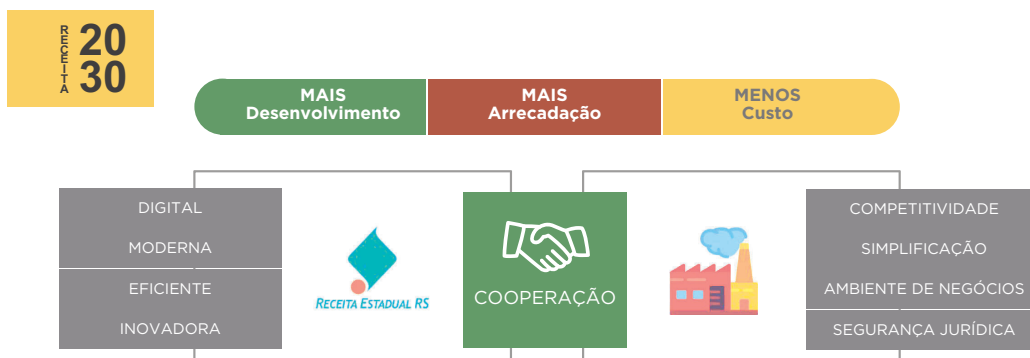 RECEITA
20
30
MAIS
Desenvolvimento
MAIS
Arrecadação
MENOS
Custo
DIGITAL
MODERNA
EFICIENTE
INOVADORA
RECEITA ESTADUAL RS
COOPERAÇÃO
COMPETITIVIDADE
SIMPLIFICAÇÃO
AMBIENTE DE NEGÓCIOS
SEGURANÇA JURÍDICA